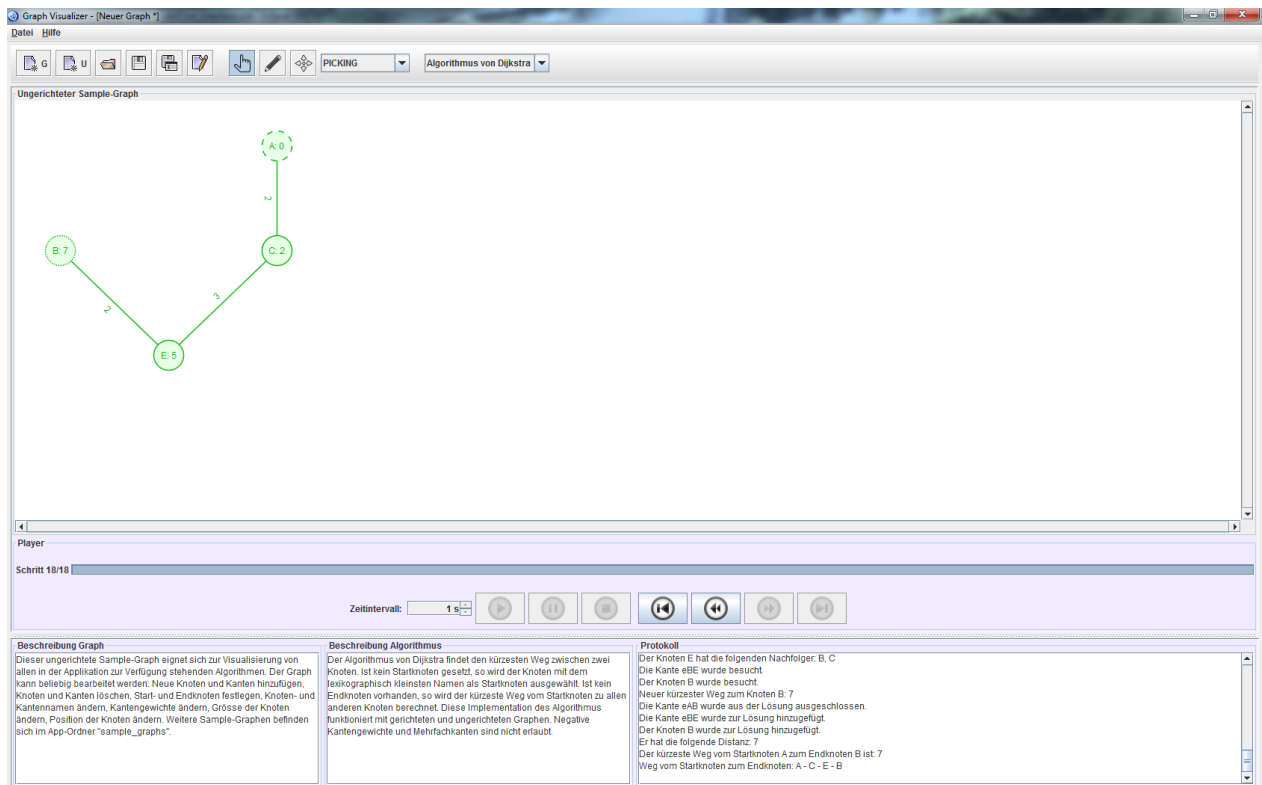 Graph Visualizer - [Neuer Graph *]
Datei Hilfe
G U PICKING Algorithmus von Dijkstra
Ungerichteter Sample-Graph
A: 0
2
B: 7
C: 2
3
2
E: 5
Player
Schritt 18/18
Zeitintervall: 1 s
Beschreibung Graph
Dieser ungerichtete Sample-Graph eignet sich zur Visualisierung von
allen in der Applikation zur Verfügung stehenden Algorithmen. Der Graph
kann beliebig bearbeitet werden: Neue Knoten und Kanten hinzufügen,
Knoten und Kanten löschen, Start- und Endknoten festlegen, Knoten- und
Kantennamen ändern, Kantengewichte ändern, Grösse der Knoten
ändern, Position der Knoten ändern. Weitere Sample-Graphen befinden
sich im App-Ordner "sample_graphs".
Beschreibung Algorithmus
Der Algorithmus von Dijkstra findet den kürzesten Weg zwischen zwei
Knoten. Ist kein Startknoten gesetzt, so wird der Knoten mit dem
lexikographisch kleinsten Namen als Startknoten ausgewählt. Ist kein
Endknoten vorhanden, so wird der kürzeste Weg vom Startknoten zu allen
anderen Knoten berechnet. Diese Implementation des Algorithmus
funktioniert mit gerichteten und ungerichteten Graphen. Negative
Kantengewichte und Mehrfachkanten sind nicht erlaubt.
Protokoll
Der Knoten E hat die folgenden Nachfolger: B, C
Die Kante eBE wurde besucht.
Der Knoten B wurde besucht.
Neuer kürzester Weg zum Knoten B: 7
Die Kante eAB wurde aus der Lösung ausgeschlossen.
Die Kante eBE wurde zur Lösung hinzugefügt.
Der Knoten B wurde zur Lösung hinzugefügt.
Er hat die folgende Distanz: 7
Der kürzeste Weg vom Startknoten A zum Endknoten B ist: 7
Weg vom Startknoten zum Endknoten: A - C - E - B